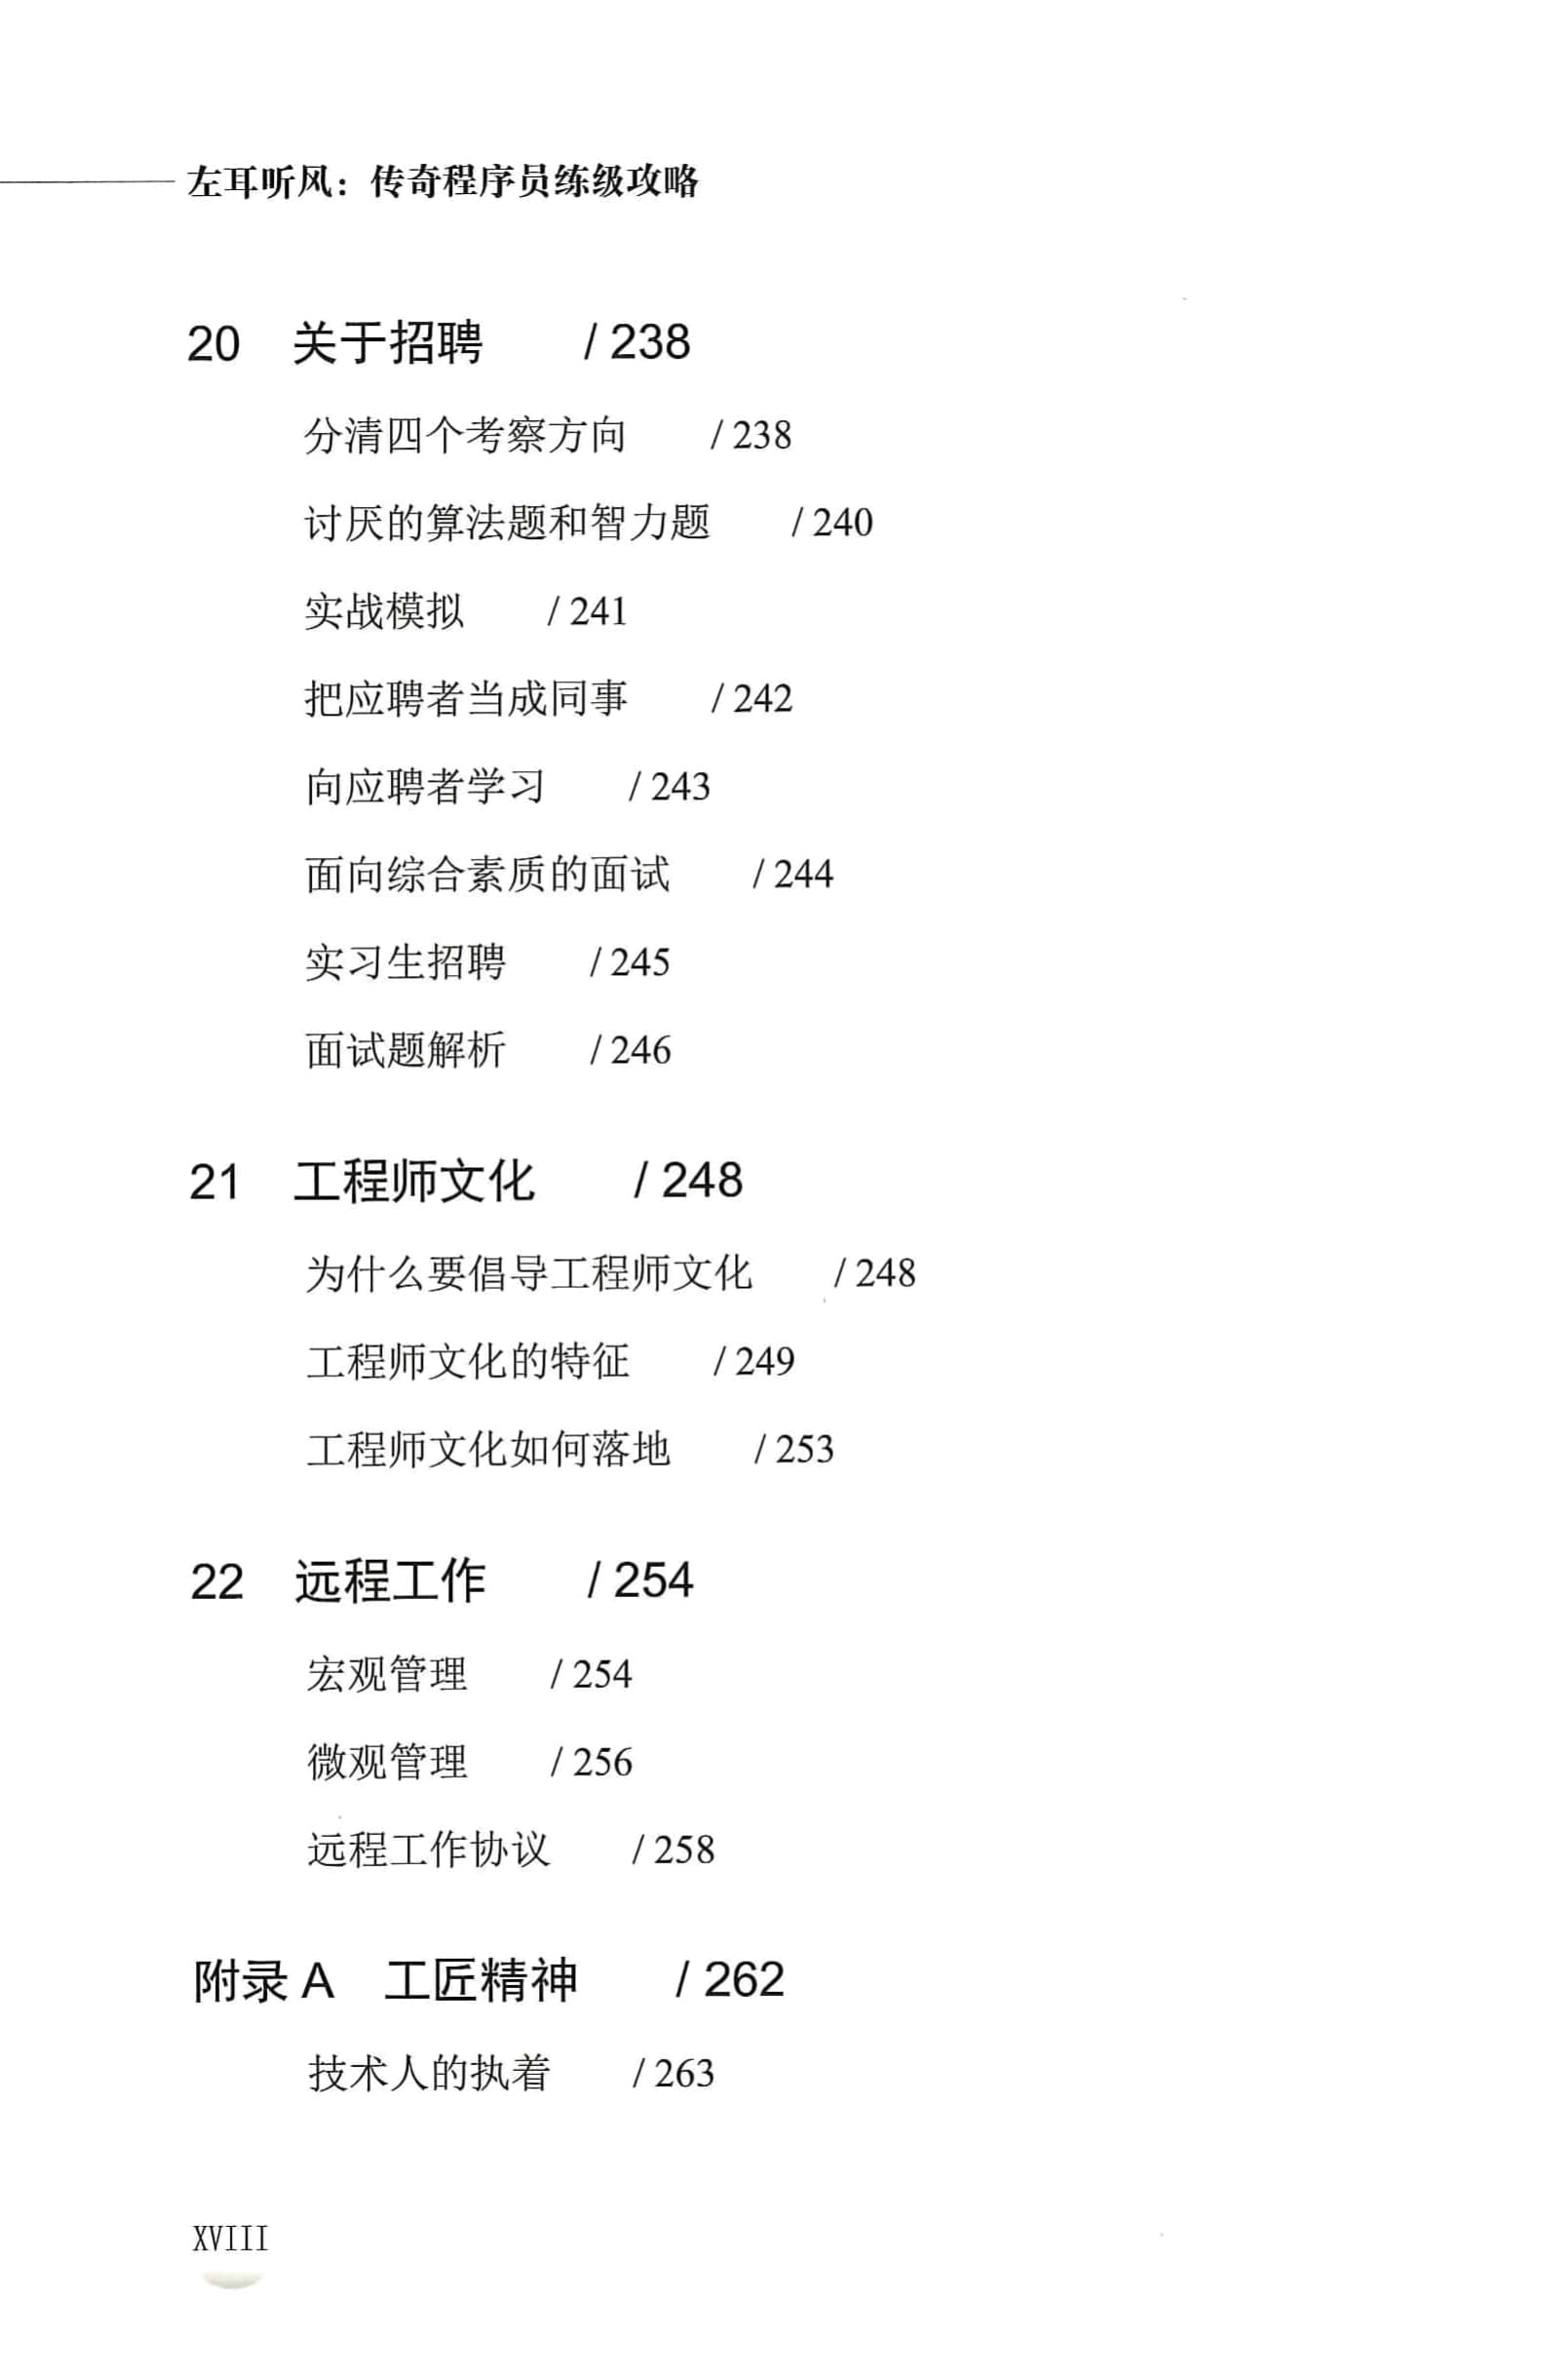 左耳听风：传奇程序员练级攻略
20 关于招聘 / 238
分清四个考察方向 / 238
讨厌的算法题和智力题 / 240
实战模拟 / 241
把应聘者当成同事 / 242
向应聘者学习 / 243
面向综合素质的面试 / 244
实习生招聘 / 245
面试题解析 / 246
21 工程师文化 / 248
为什么要倡导工程师文化 / 248
工程师文化的特征 / 249
工程师文化如何落地 / 253
22 远程工作 / 254
宏观管理 / 254
微观管理 / 256
远程工作协议 / 258
附录 A 工匠精神 / 262
技术人的执着 / 263
XVIII